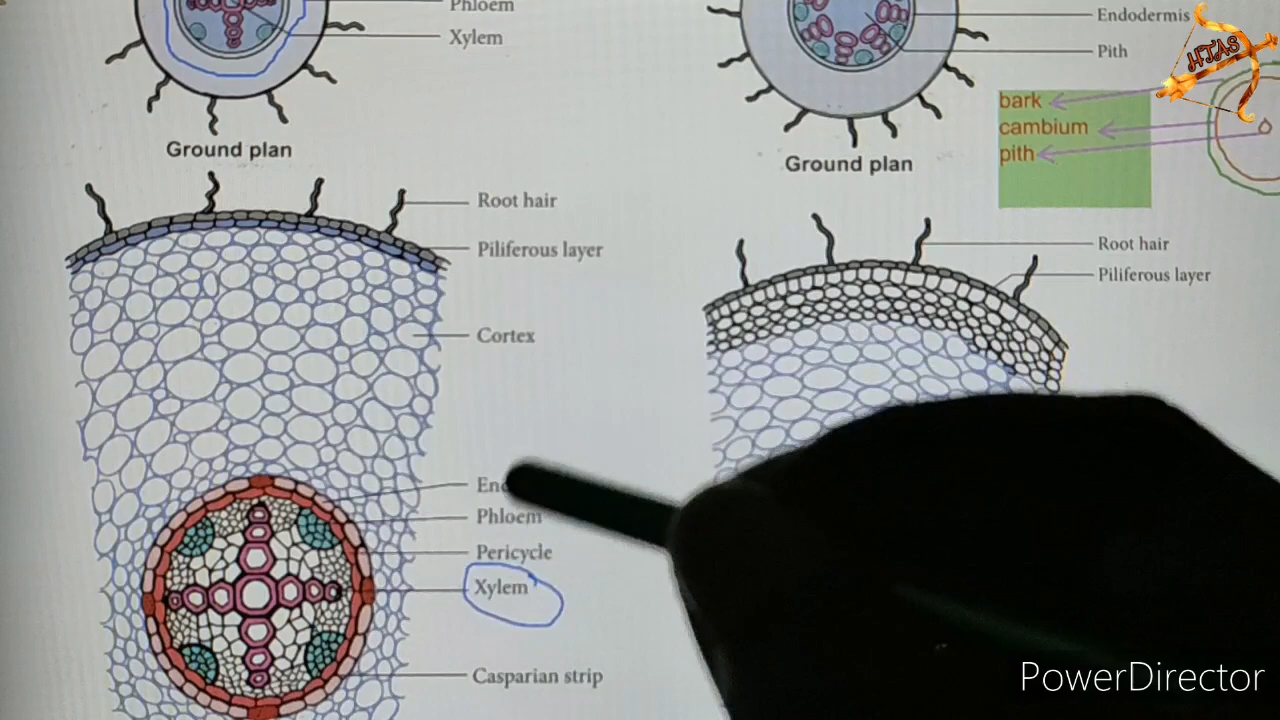 Phloem
Xylem
Ground plan
Root hair
Piliferous layer
Cortex
Phloem
Pericycle
Xylem
Casparian strip
Endodermis
Pith
Ground plan
HTAS
bark
cambium
pith
Root hair
Piliferous layer
PowerDirector